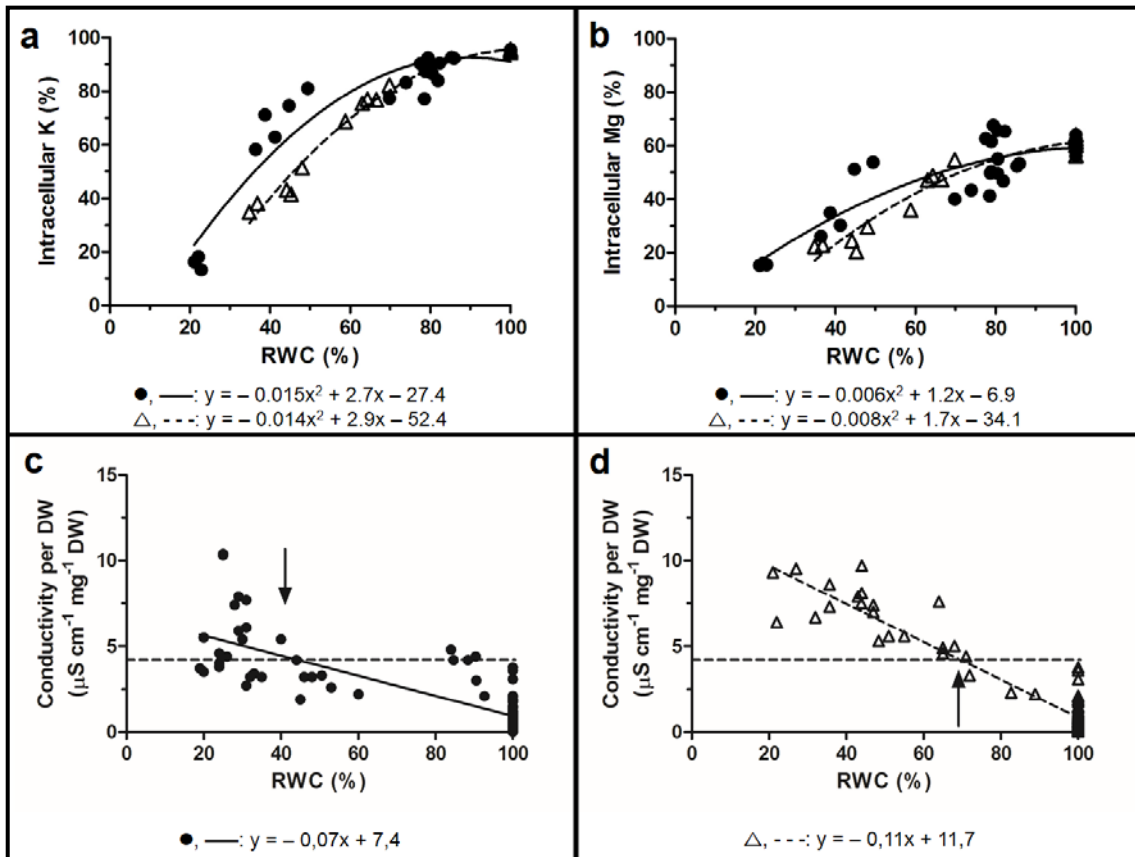 a
Intracellular K (%)
100
80
60
40
20
0
0 20 40 60 80 100
RWC (%)
●, —: y = – 0.015x² + 2.7x – 27.4
△, ---: y = – 0.014x² + 2.9x – 52.4
b
Intracellular Mg (%)
100
80
60
40
20
0
0 20 40 60 80 100
RWC (%)
●, —: y = – 0.006x² + 1.2x – 6.9
△, ---: y = – 0.008x² + 1.7x – 34.1
c
Conductivity per DW
(µS cm⁻¹ mg⁻¹ DW)
15
10
5
0
0 20 40 60 80 100
RWC (%)
●, —: y = – 0,07x + 7,4
d
Conductivity per DW
(µS cm⁻¹ mg⁻¹ DW)
15
10
5
0
0 20 40 60 80 100
RWC (%)
△, ---: y = – 0,11x + 11,7